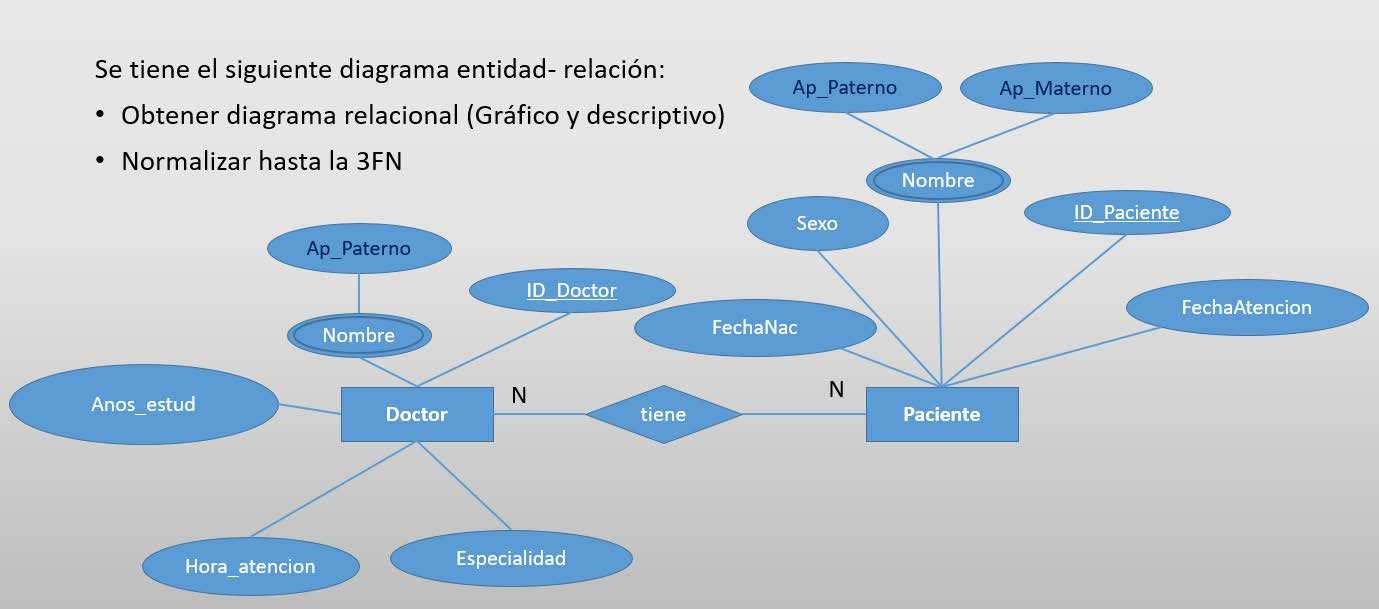 Se tiene el siguiente diagrama entidad- relación:
• Obtener diagrama relacional (Gráfico y descriptivo)
• Normalizar hasta la 3FN
Ap_Paterno
Ap_Materno
Nombre
Sexo
ID_Paciente
FechaNac
FechaAtencion
Ap_Paterno
ID_Doctor
Nombre
Anos_estud
Doctor
N
tiene
N
Paciente
Hora_atencion
Especialidad